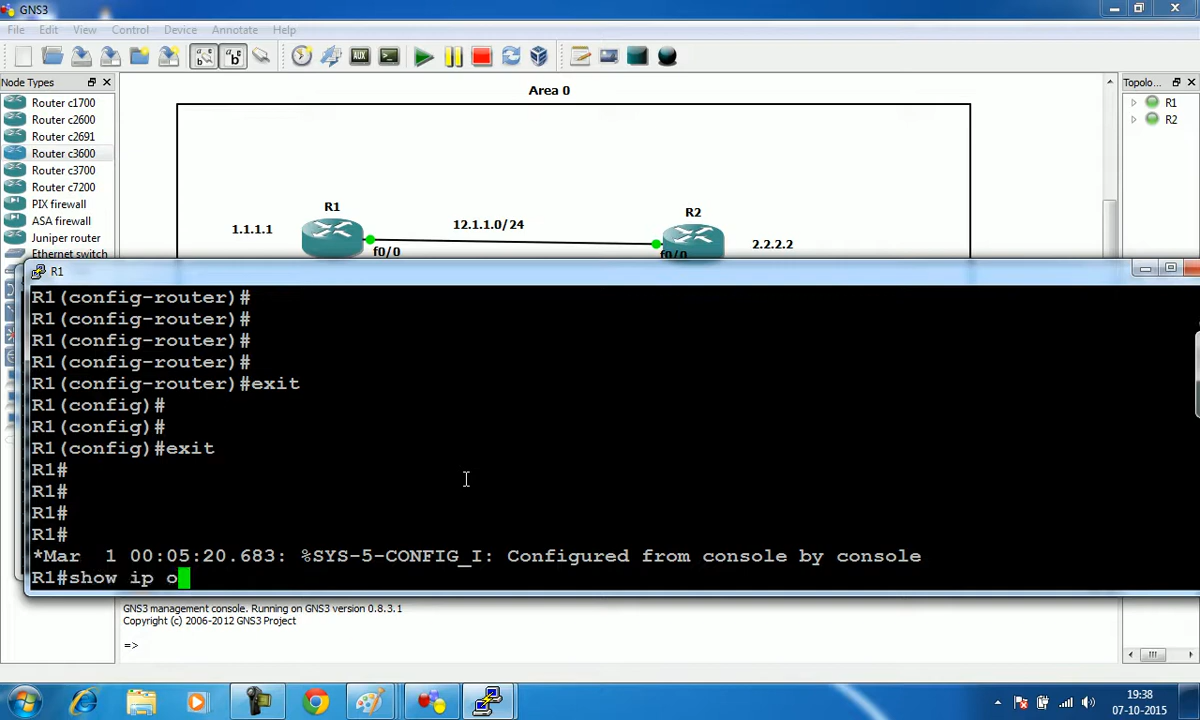 GNS3
File Edit View Control Device Annotate Help
Node Types
Router c1700
Router c2600
Router c2691
Router c3600
Router c3700
Router c7200
PIX firewall
ASA firewall
Juniper router
Ethernet switch
Area 0
R1
1.1.1.1
f0/0
12.1.1.0/24
R2
f0/0
2.2.2.2
Topolo...
R1
R2
R1
R1(config-router)#
R1(config-router)#
R1(config-router)#
R1(config-router)#
R1(config-router)#exit
R1(config)#
R1(config)#
R1(config)#exit
R1#
R1#
R1#
R1#
*Mar  1 00:05:20.683: %SYS-5-CONFIG_I: Configured from console by console
R1#show ip o
GNS3 management console. Running on GNS3 version 0.8.3.1
Copyright (c) 2006-2012 GNS3 Project
=>
19:38
07-10-2015